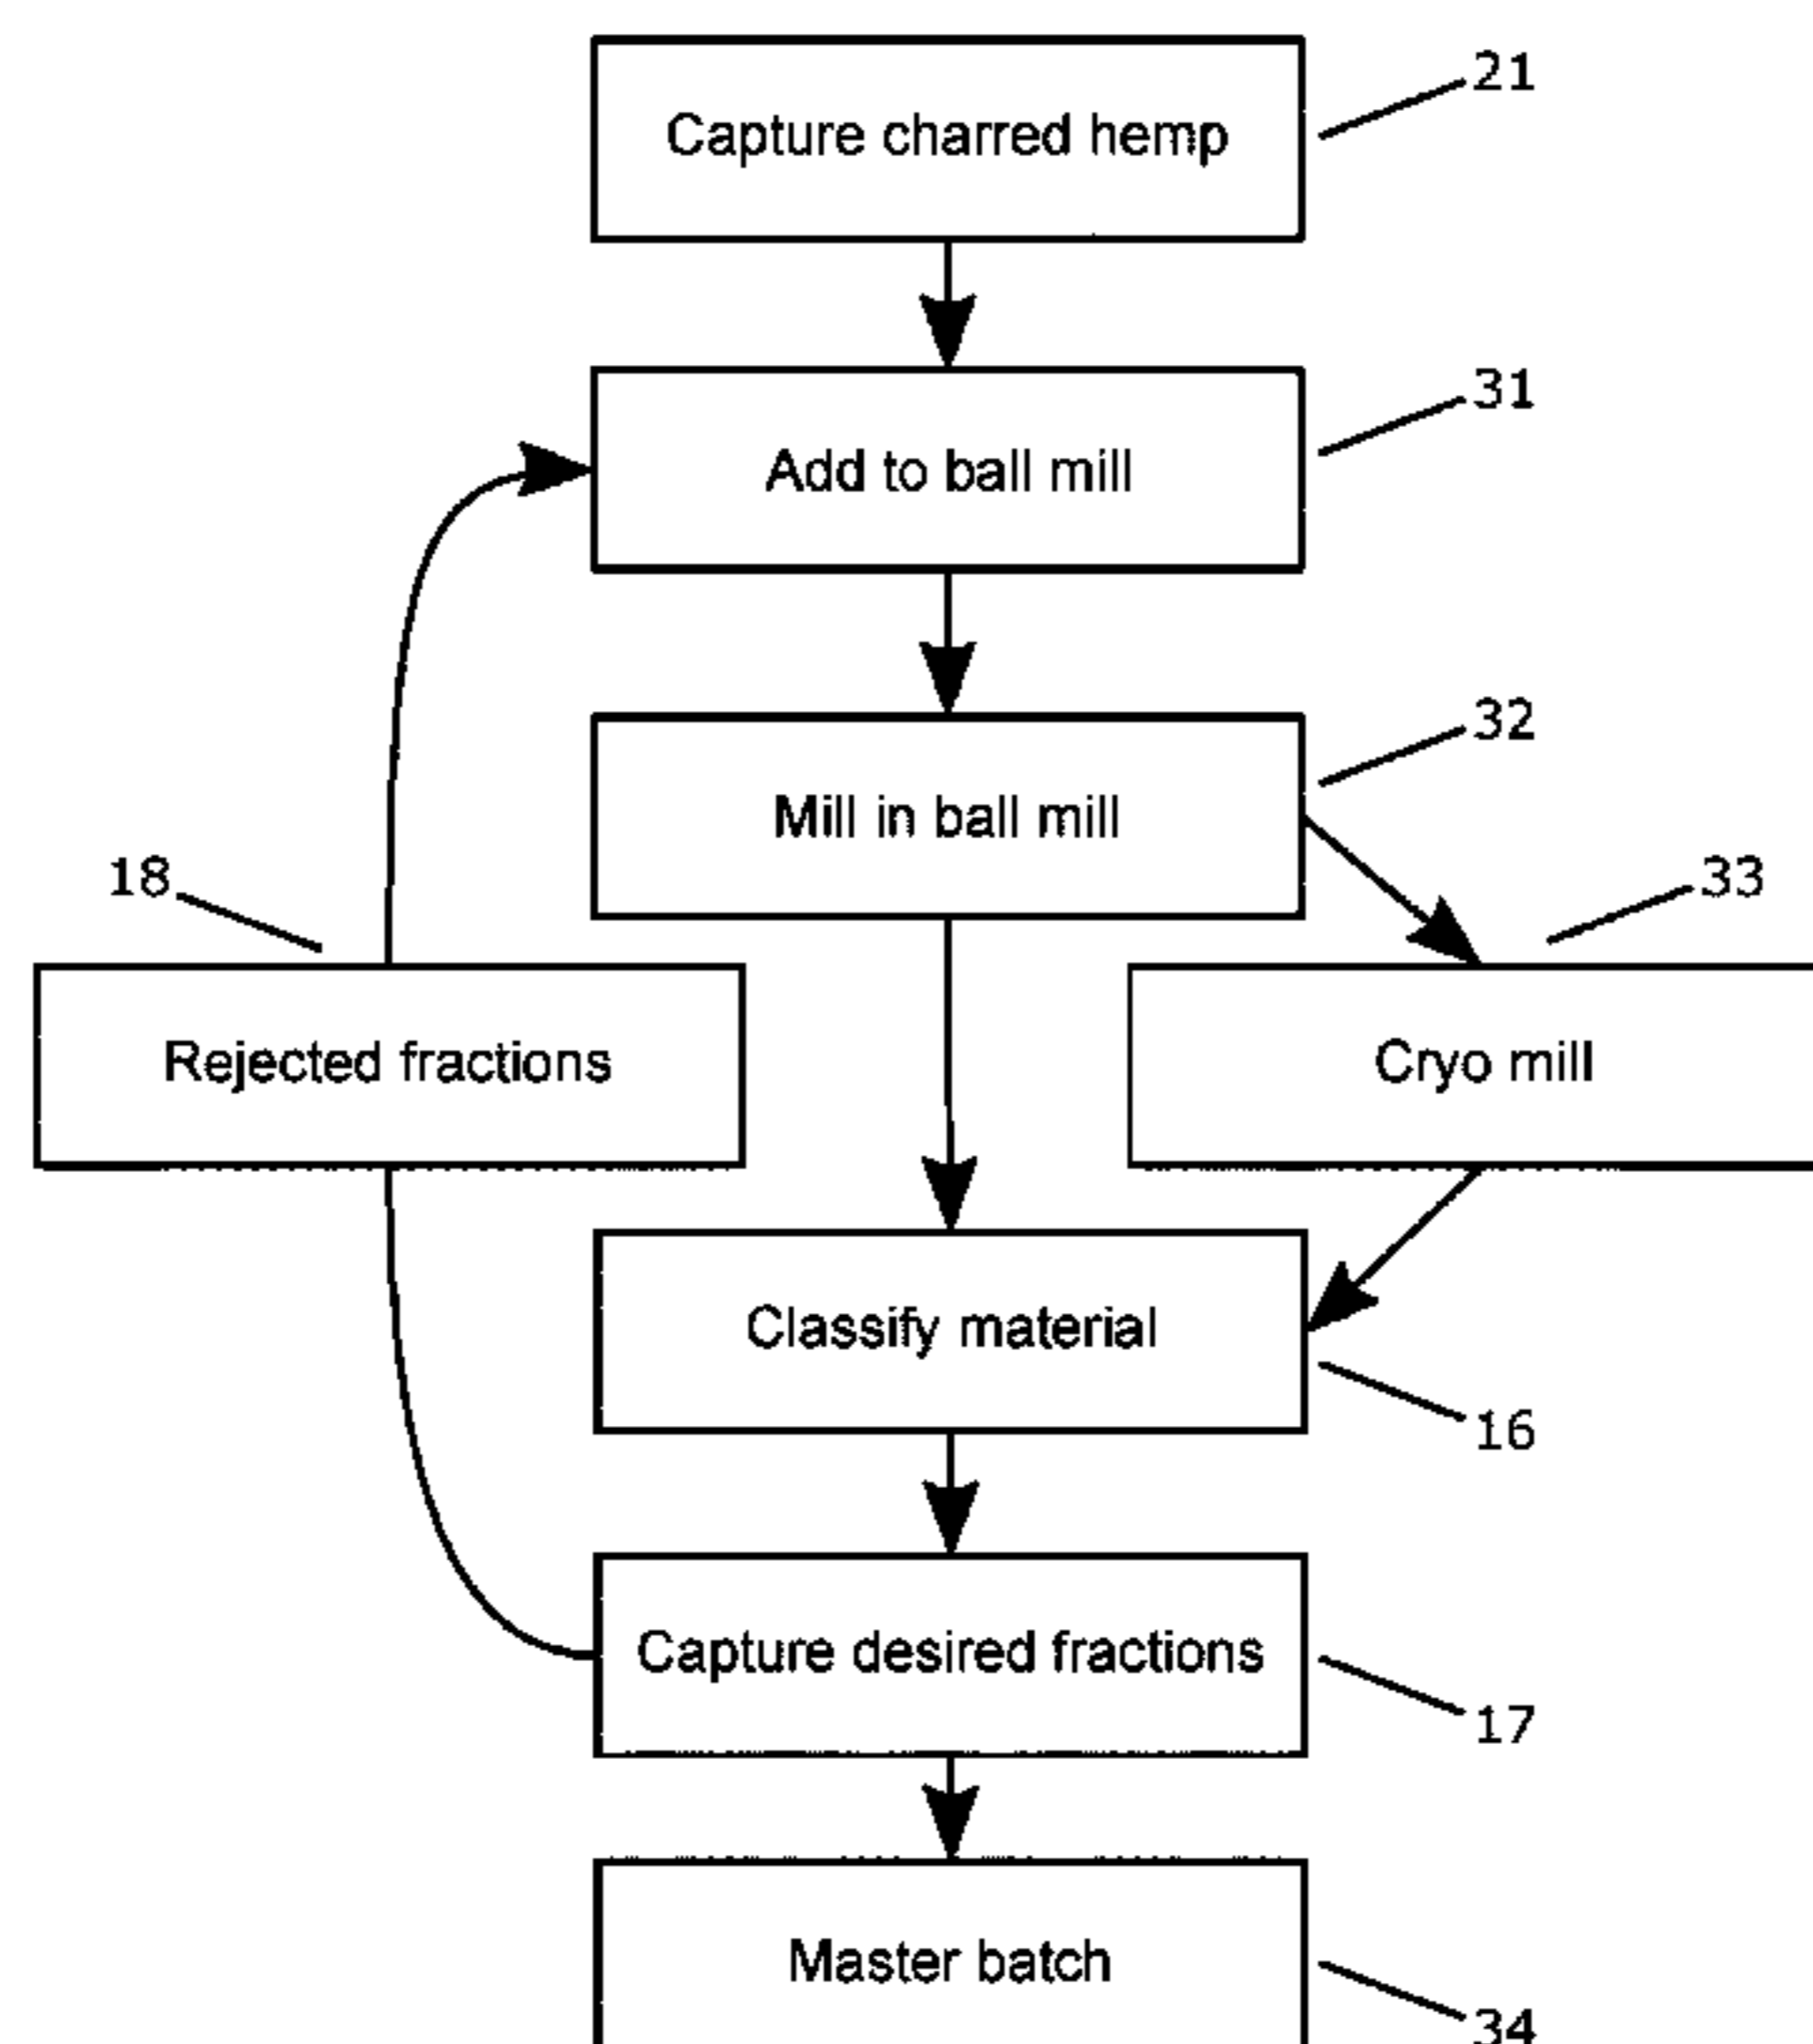 Capture charred hemp
21
Add to ball mill
31
Mill in ball mill
32
18
33
Rejected fractions
Cryo mill
Classify material
16
Capture desired fractions
17
Master batch
34